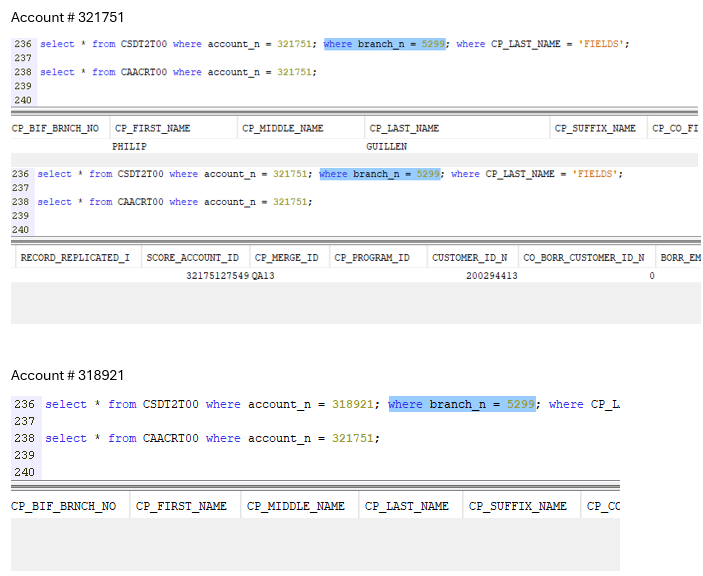 Account # 321751
236 select * from CSDT2T00 where account_n = 321751; where branch_n = 5299; where CP_LAST_NAME = 'FIELDS';
237
238 select * from CAACRT00 where account_n = 321751;
239
240
CP_BIF_BRNCH_NO CP_FIRST_NAME CP_MIDDLE_NAME CP_LAST_NAME CP_SUFFIX_NAME CP_CO_FI
PHILIP GUILLEN
236 select * from CSDT2T00 where account_n = 321751; where branch_n = 5299; where CP_LAST_NAME = 'FIELDS';
237
238 select * from CAACRT00 where account_n = 321751;
239
240
RECORD_REPLICATED_I SCORE_ACCOUNT_ID CP_MERGE_ID CP_PROGRAM_ID CUSTOMER_ID_N CO_BORR_CUSTOMER_ID_N BORR_EM
32175127549 QA13 200294413 0
Account # 318921
236 select * from CSDT2T00 where account_n = 318921; where branch_n = 5299; where CP_L
237
238 select * from CAACRT00 where account_n = 321751;
239
240
CP_BIF_BRNCH_NO CP_FIRST_NAME CP_MIDDLE_NAME CP_LAST_NAME CP_SUFFIX_NAME CP_CO